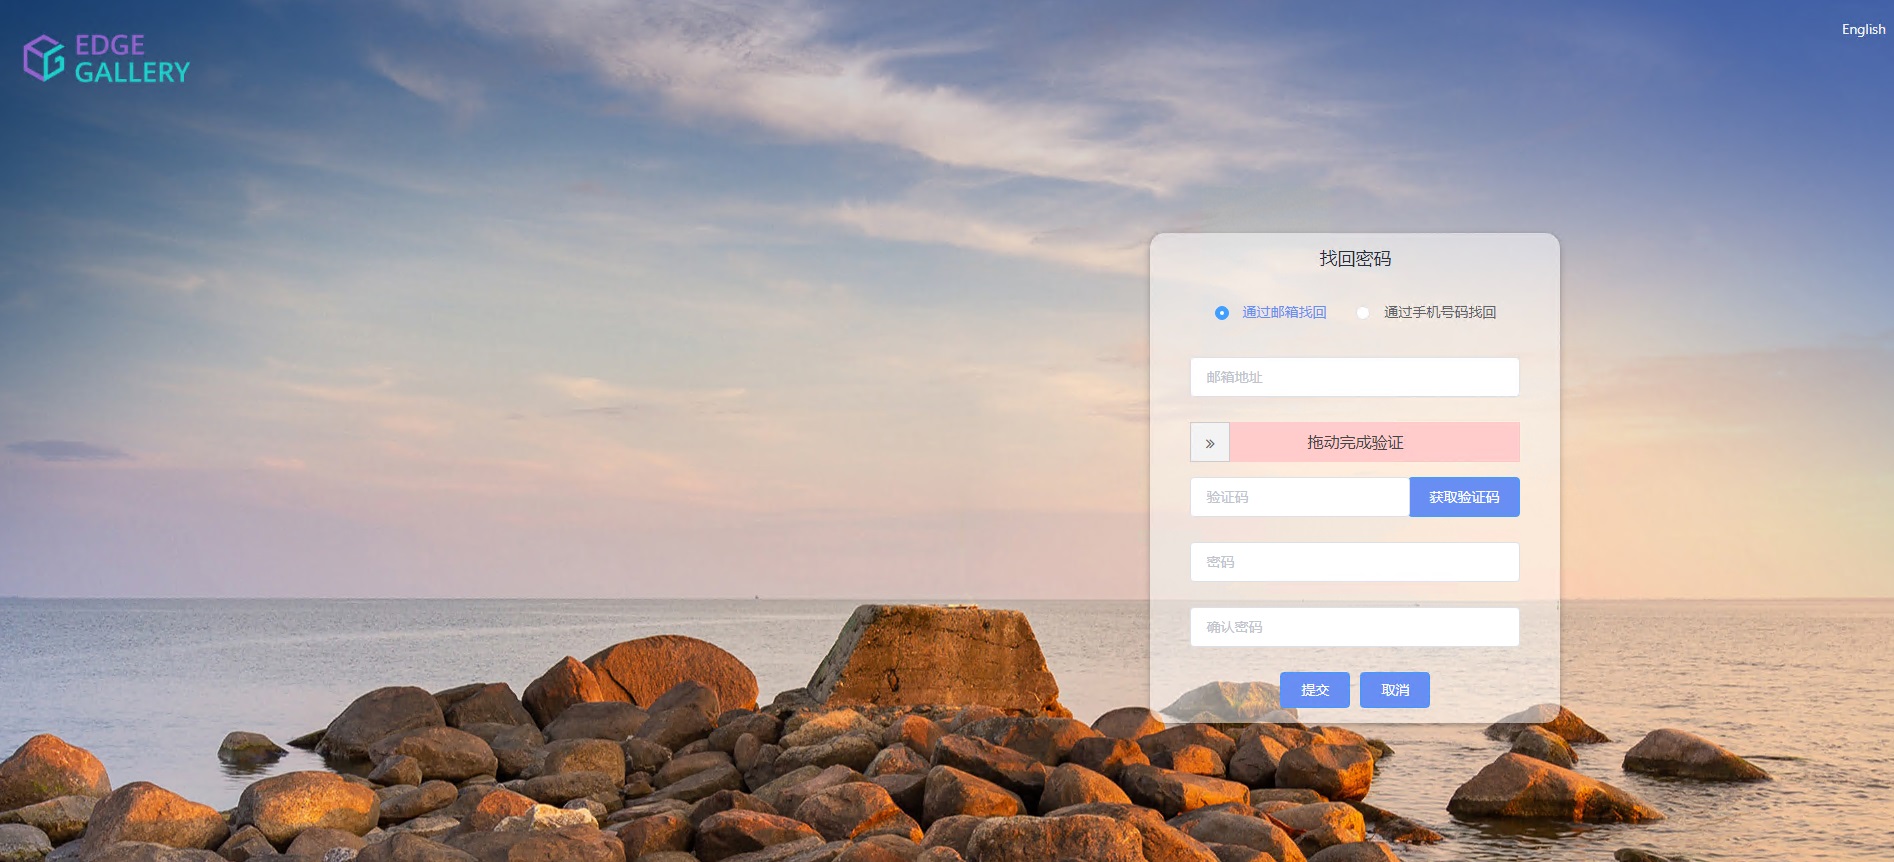 EDGE
GALLERY
English
找回密码
通过邮箱找回
通过手机号码找回
邮箱地址
拖动完成验证
验证码
获取验证码
密码
确认密码
提交
取消